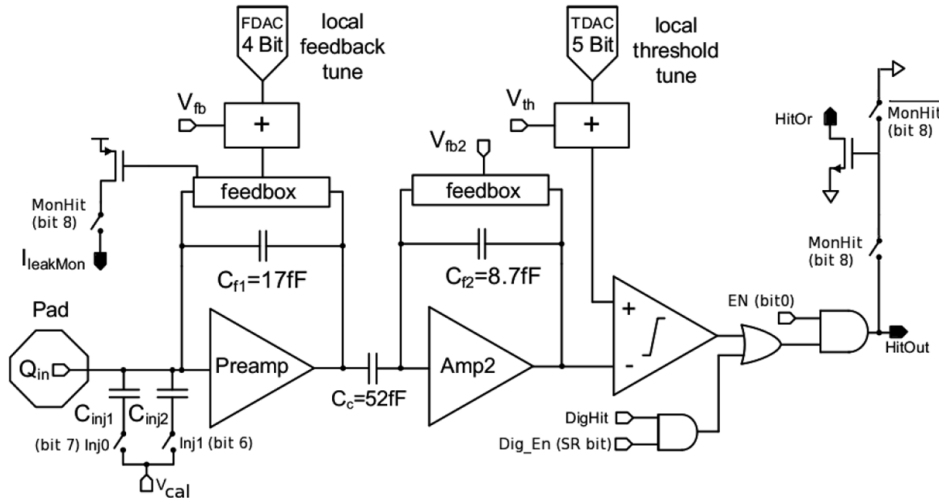 FDAC
4 Bit
local
feedback
tune
TDAC
5 Bit
local
threshold
tune
Vfb
+
Vth
+
HitOr
MonHit
(bit 8)
Vfb2
feedbox
feedbox
MonHit
(bit 8)
IleakMon
Cf1=17fF
Cf2=8.7fF
MonHit
(bit 8)
Pad
EN (bit0)
+
Qin
Preamp
Amp2
-
HitOut
Cc=52fF
Cinj1
Cinj2
DigHit
(bit 7) Inj0
Inj1 (bit 6)
Dig_En (SR bit)
Vcal